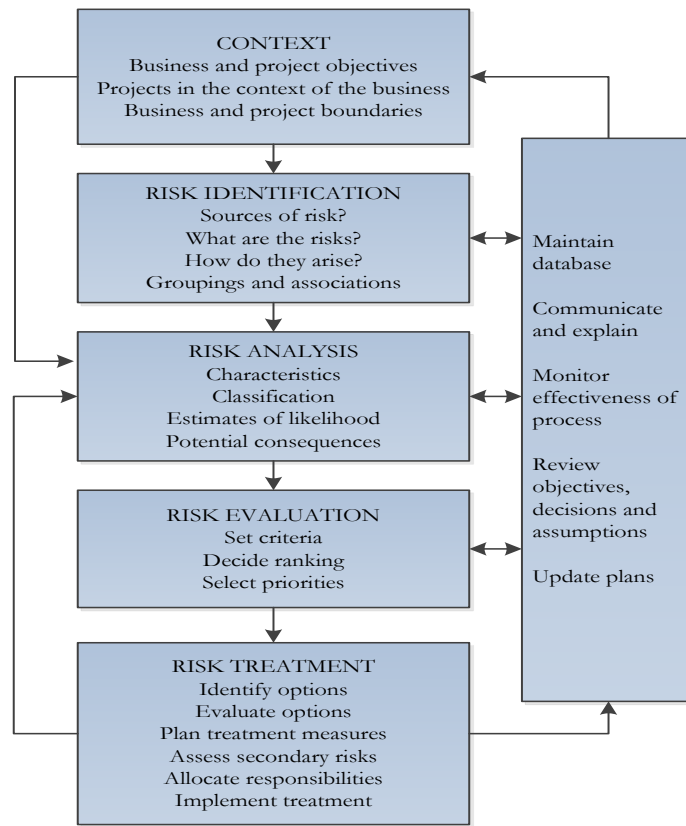 CONTEXT
Business and project objectives
Projects in the context of the business
Business and project boundaries
RISK IDENTIFICATION
Sources of risk?
What are the risks?
How do they arise?
Groupings and associations
RISK ANALYSIS
Characteristics
Classification
Estimates of likelihood
Potential consequences
RISK EVALUATION
Set criteria
Decide ranking
Select priorities
RISK TREATMENT
Identify options
Evaluate options
Plan treatment measures
Assess secondary risks
Allocate responsibilities
Implement treatment
Maintain
database
Communicate
and explain
Monitor
effectiveness of
process
Review
objectives,
decisions and
assumptions
Update plans